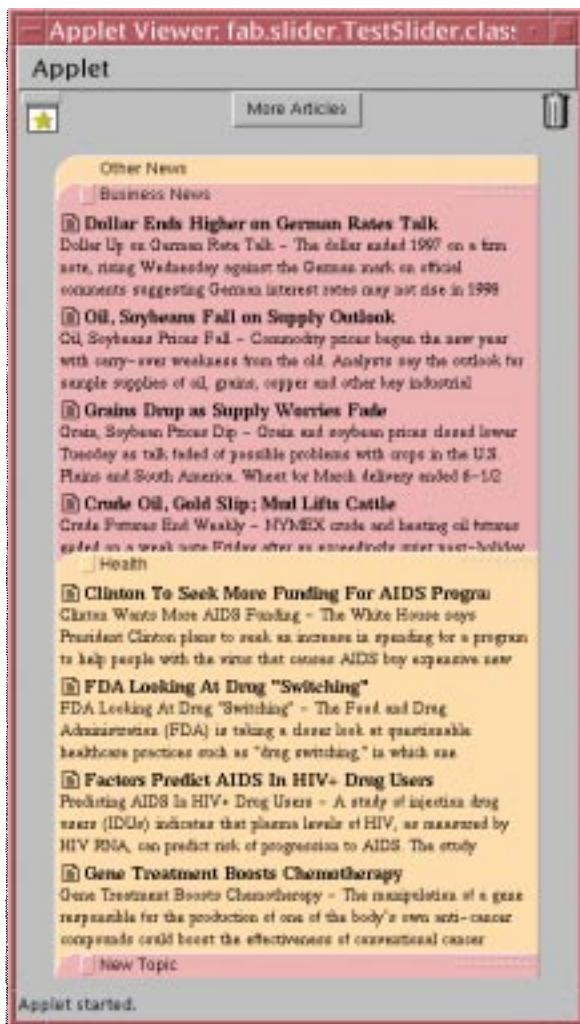 Applet Viewer: fab.slider.TestSlider.clas
Applet
More Articles
Other News
Business News
Dollar Ends Higher on German Rates Talk
Dollar Up on German Rate Talk - The dollar ended 1997 on a firm
note, rising Wednesday against the German mark on official
comments suggesting German interest rates may not rise in 1998
Oil, Soybeans Fall on Supply Outlook
Oil, Soybeans Prices Fall - Commodity prices began the new year
with carry-over weakness from the old. Analysts say the outlook for
ample supplies of oil, grains, copper and other key industrial
Grains Drop as Supply Worries Fade
Grain, Soybean Prices Dip - Grain and soybean prices closed lower
Tuesday as talk faded of possible problems with crops in the U.S.
Plains and South America. Wheat for March delivery ended 6-1/2
Crude Oil, Gold Slip; Mud Lifts Cattle
Crude Futures End Weakly - NYMEX crude and heating oil futures
ended on a weak note Friday after an exceedingly quiet post-holiday
Health
Clinton To Seek More Funding For AIDS Progra
Clinton Wants More AIDS Funding - The White House says
President Clinton plans to seek an increase in spending for a program
to help people with the virus that causes AIDS buy expensive new
FDA Looking At Drug "Switching"
FDA Looking At Drug "Switching" - The Food and Drug
Administration (FDA) is taking a closer look at questionable
healthcare practices such as "drug switching," in which one
Factors Predict AIDS In HIV+ Drug Users
Predicting AIDS In HIV+ Drug Users - A study of injection drug
users (IDUs) indicates that plasma levels of HIV, as measured by
HIV RNA, can predict risk of progression to AIDS. The study
Gene Treatment Boosts Chemotherapy
Gene Treatment Boosts Chemotherapy - The manipulation of a gene
responsible for the production of one of the body's own anti-cancer
compounds could boost the effectiveness of conventional cancer
New Topic
Applet started.